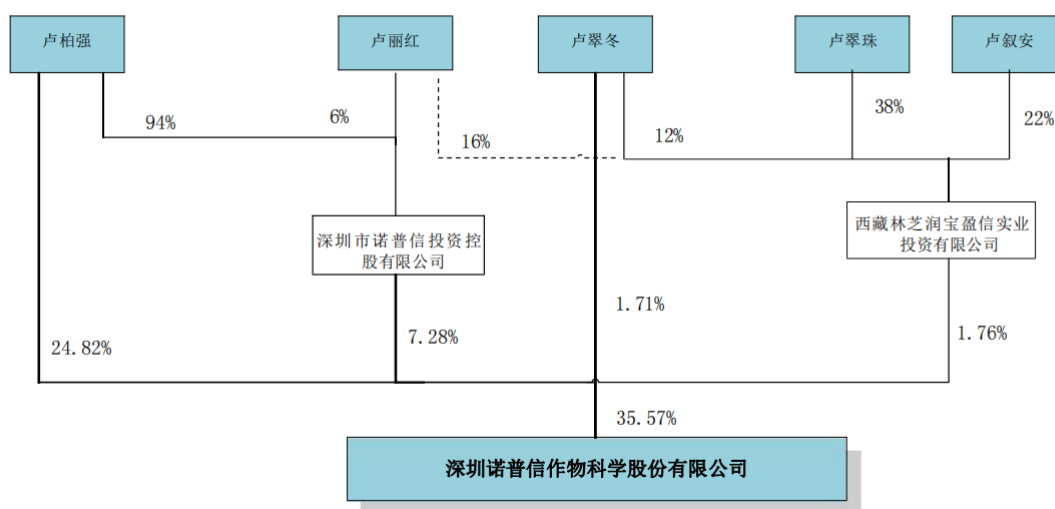 卢柏强
卢丽红
卢翠冬
卢翠珠
卢叙安
94%
6%
16%
12%
38%
22%
深圳市诺普信投资控
股有限公司
西藏林芝润宝盈信实业
投资有限公司
24.82%
7.28%
1.71%
1.76%
35.57%
深圳诺普信作物科学股份有限公司